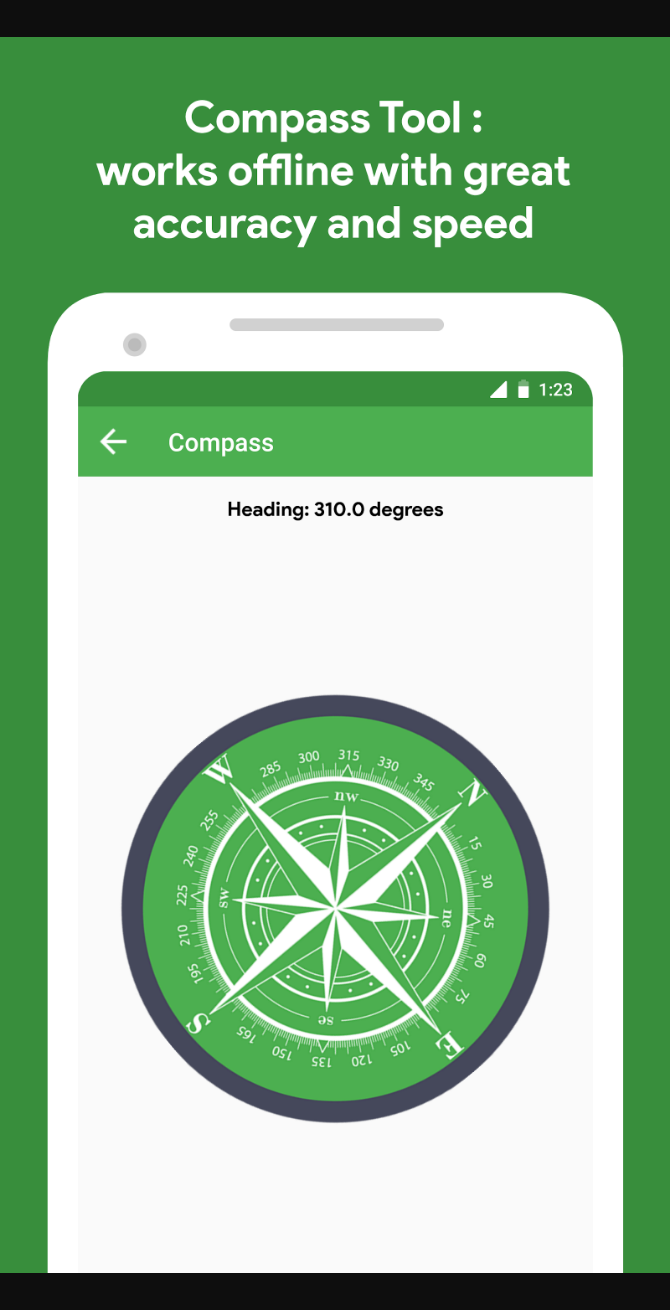 Compass Tool :
works offline with great
accuracy and speed
1:23
Compass
Heading: 310.0 degrees
N
15
30
45
60
75
E
105
120
135
150
165
S
195
210
225
240
255
W
285
300
315
330
345
nw
ne
se
sw